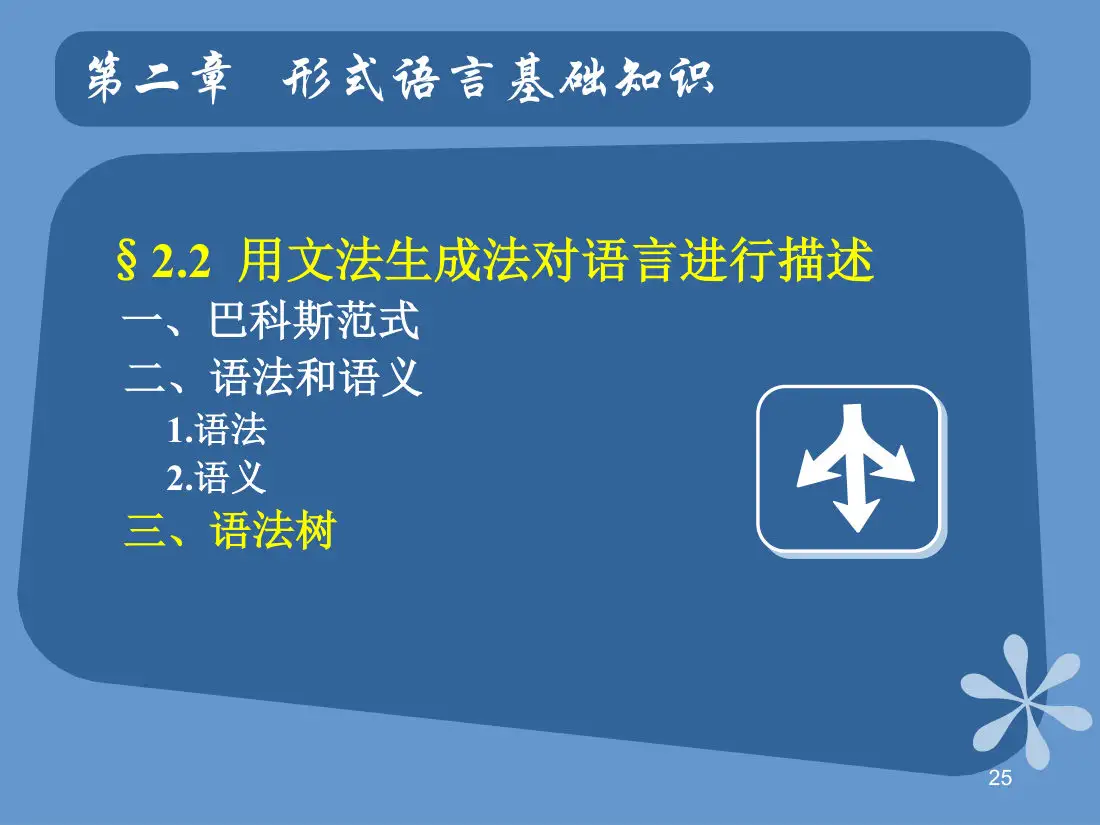 第二章 形式语言基础知识
§2.2 用文法生成法对语言进行描述
一、巴科斯范式
二、语法和语义
1.语法
2.语义
三、语法树
25